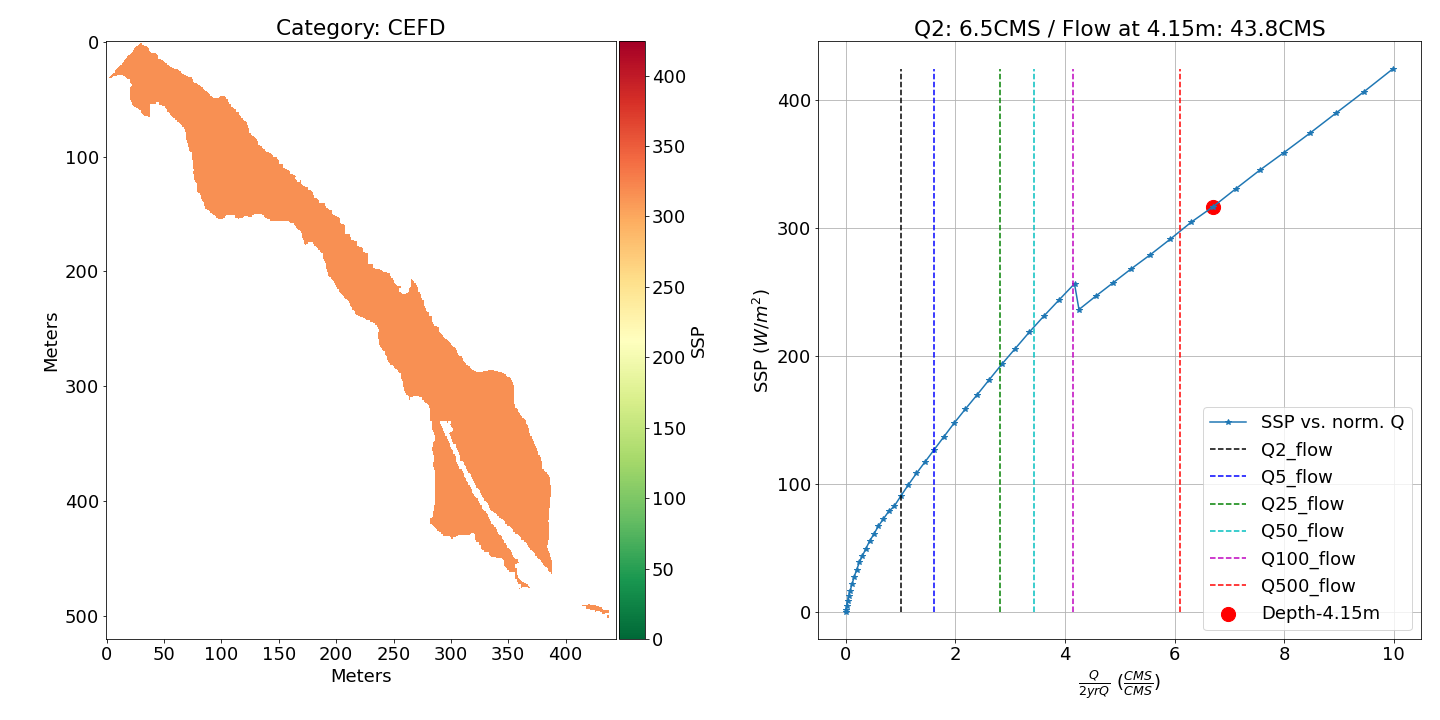 Category: CEFD
0
100
200
300
400
500
Meters
0
50
100
150
200
250
300
350
400
Meters
400
350
300
250
200
150
100
50
0
SSP
Q2: 6.5CMS / Flow at 4.15m: 43.8CMS
400
300
200
100
0
SSP (W/m²)
0
2
4
6
8
10
Q/2yrQ (CMS/CMS)
SSP vs. norm. Q
Q2_flow
Q5_flow
Q25_flow
Q50_flow
Q100_flow
Q500_flow
Depth-4.15m